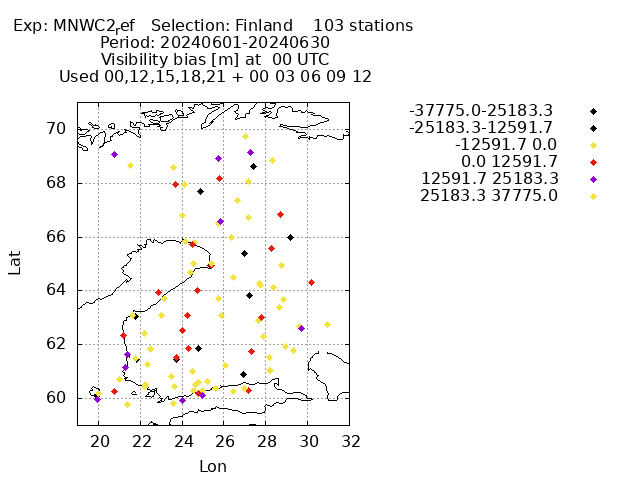 Exp: MNWC2ref Selection: Finland 103 stations
Period: 20240601-20240630
Visibility bias [m] at 00 UTC
Used 00,12,15,18,21 + 00 03 06 09 12
-37775.0-25183.3
-25183.3-12591.7
-12591.7 0.0
0.0 12591.7
12591.7 25183.3
25183.3 37775.0
70
68
66
64
62
60
Lat
20 22 24 26 28 30 32
Lon